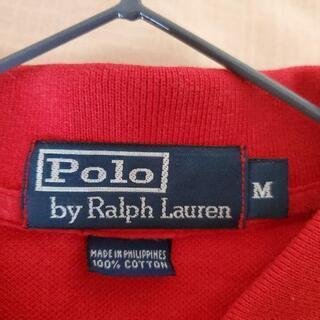 Polo
by Ralph Lauren
M
MADE IN PHILIPPINES
100% COTTON